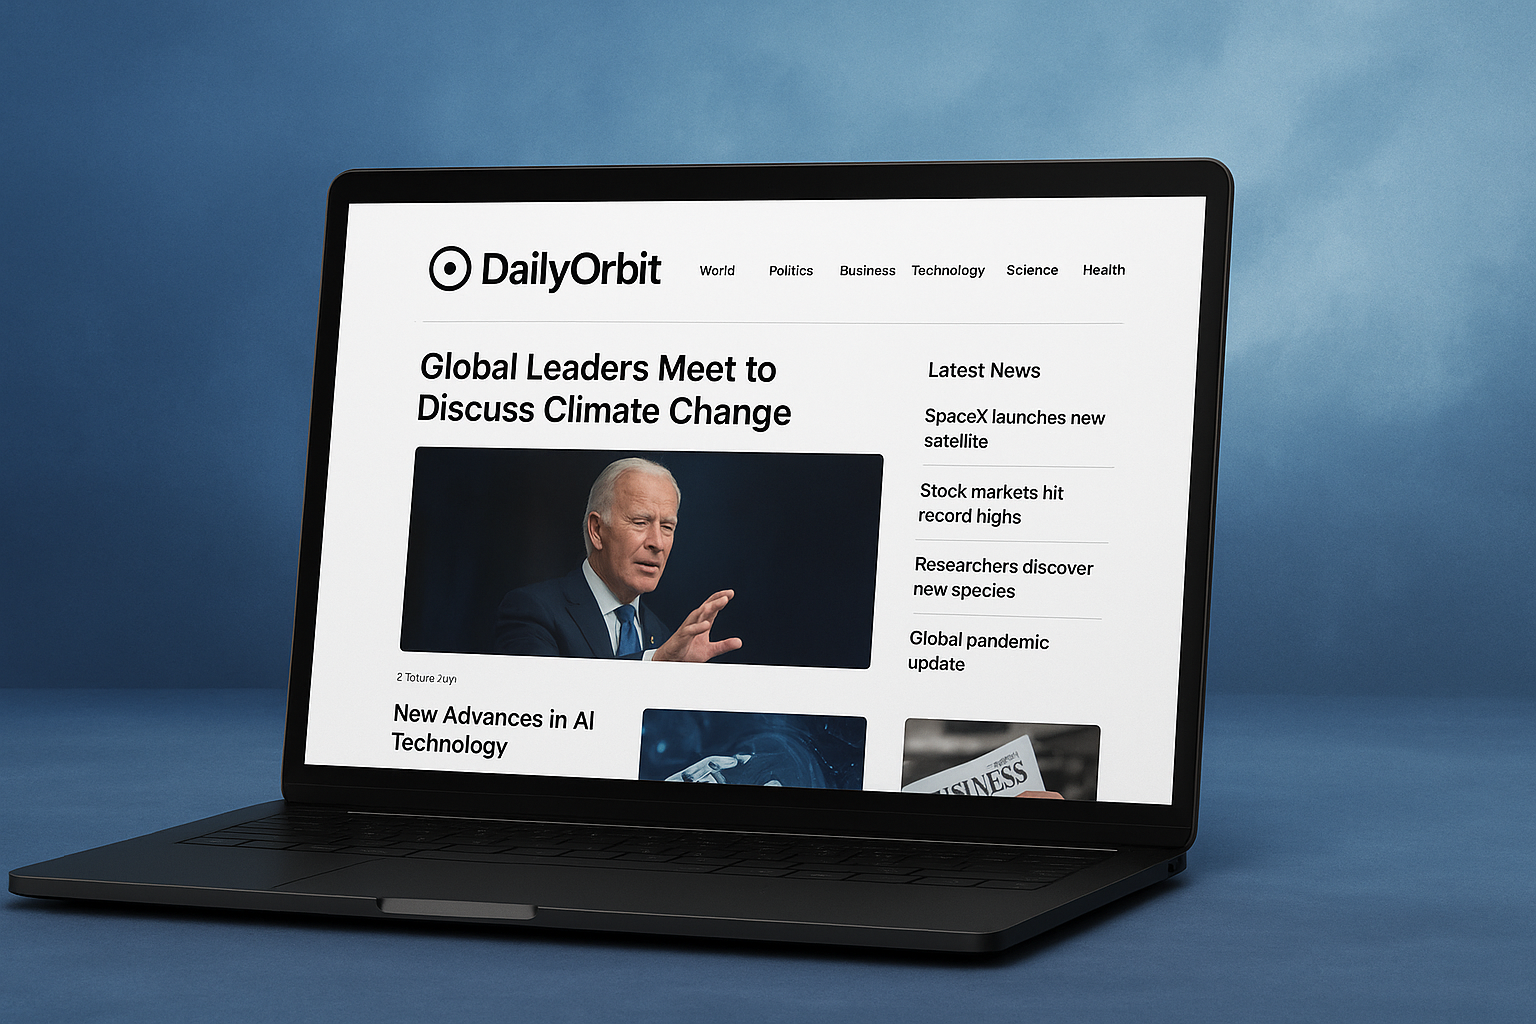 DailyOrbit
World Politics Business Technology Science Health
Global Leaders Meet to
Discuss Climate Change
2 Toture
New Advances in AI
Technology
Latest News
SpaceX launches new
satellite
Stock markets hit
record highs
Researchers discover
new species
Global pandemic
update
BUSINESS